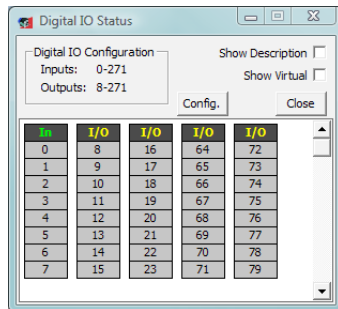 Digital IO Status
Digital IO Configuration
Show Description
Inputs: 0-271
Show Virtual
Outputs: 8-271
Config.
Close
In I/O I/O I/O I/O
0 8 16 64 72
1 9 17 65 73
2 10 18 66 74
3 11 19 67 75
4 12 20 68 76
5 13 21 69 77
6 14 22 70 78
7 15 23 71 79